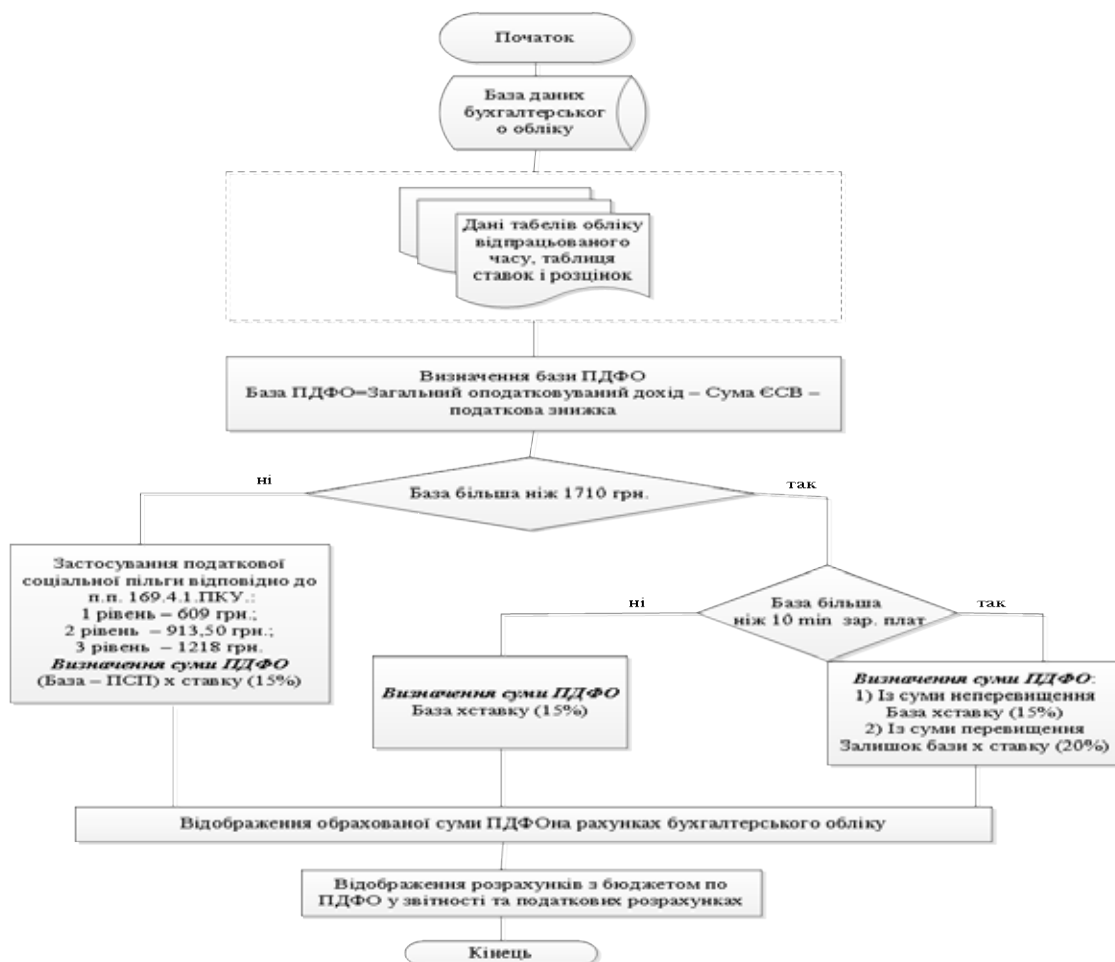 Початок
База даних
бухгалтерськог
о обліку
Дані табелів обліку
відпрацьованого
часу, таблиця
ставок і розцінок
Визначення бази ПДФО
База ПДФО=Загальний оподатковуваний дохід – Сума ЄСВ –
податкова знижка
ні
База більша ніж 1710 грн.
так
Застосування податкової
соціальної пільги відповідно до
п.п. 169.4.1.ПКУ.:
1 рівень – 609 грн.;
2 рівень – 913,50 грн.;
3 рівень – 1218 грн.
Визначення суми ПДФО
(База – ПСП) х ставку (15%)
ні
База більша
ніж 10 min зар. плат
так
Визначення суми ПДФО
База хставку (15%)
Визначення суми ПДФО:
1) Із суми неперевищення
База хставку (15%)
2) Із суми перевищення
Залишок бази х ставку (20%)
Відображення обрахованої суми ПДФОна рахунках бухгалтерського обліку
Відображення розрахунків з бюджетом по
ПДФО у звітності та податкових розрахунках
Кінець